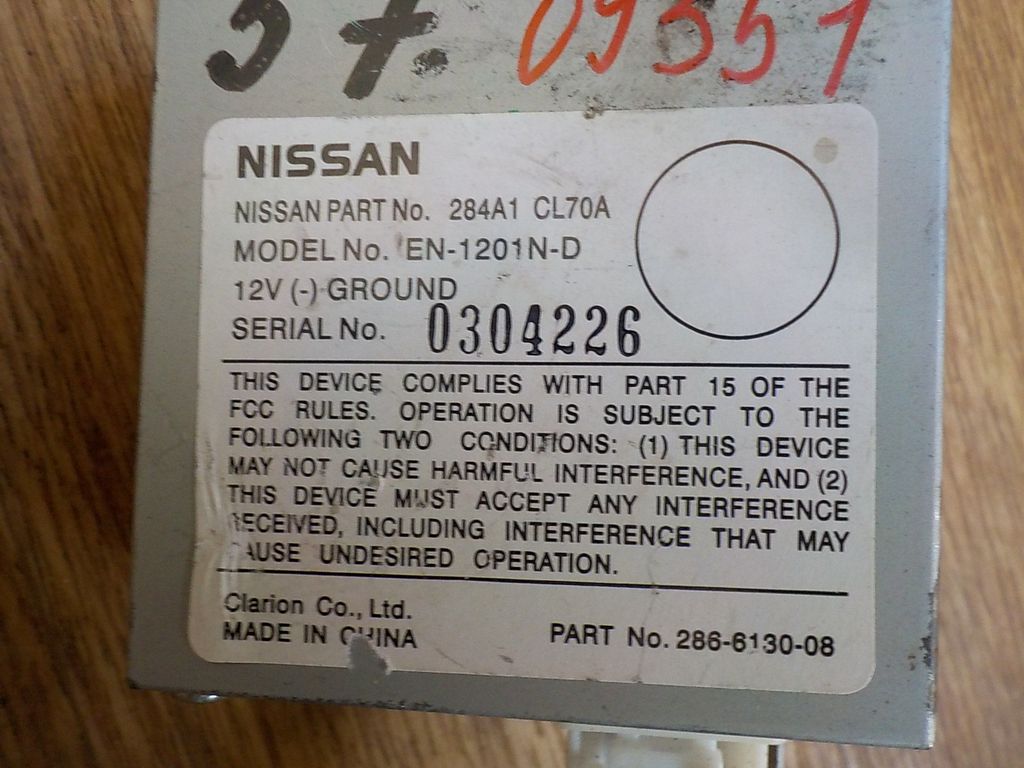 57. 09351
NISSAN
NISSAN PART No. 284A1 CL70A
MODEL No. EN-1201N-D
12V (-) GROUND
SERIAL No. 0304226
THIS DEVICE COMPLIES WITH PART 15 OF THE
FCC RULES. OPERATION IS SUBJECT TO THE
FOLLOWING TWO CONDITIONS: (1) THIS DEVICE
MAY NOT CAUSE HARMFUL INTERFERENCE, AND (2)
THIS DEVICE MUST ACCEPT ANY INTERFERENCE
RECEIVED, INCLUDING INTERFERENCE THAT MAY
CAUSE UNDESIRED OPERATION.
Clarion Co., Ltd.
MADE IN CHINA PART No. 286-6130-08